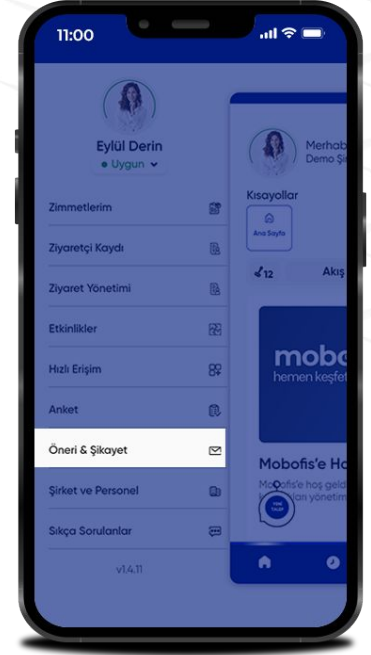 11:00
Eylül Derin
Uygun
Merhab
Demo Şir
Kısayollar
Ana Sayfa
12
Akış
Zimmetlerim
Ziyaretçi Kaydı
Ziyaret Yönetimi
Etkinlikler
Hızlı Erişim
Anket
Öneri & Şikayet
Şirket ve Personel
Sıkça Sorulanlar
v1.4.11
mobo
hemen keşfet
Mobofis'e Ho
Mobofis'e hoş geld
yönetim